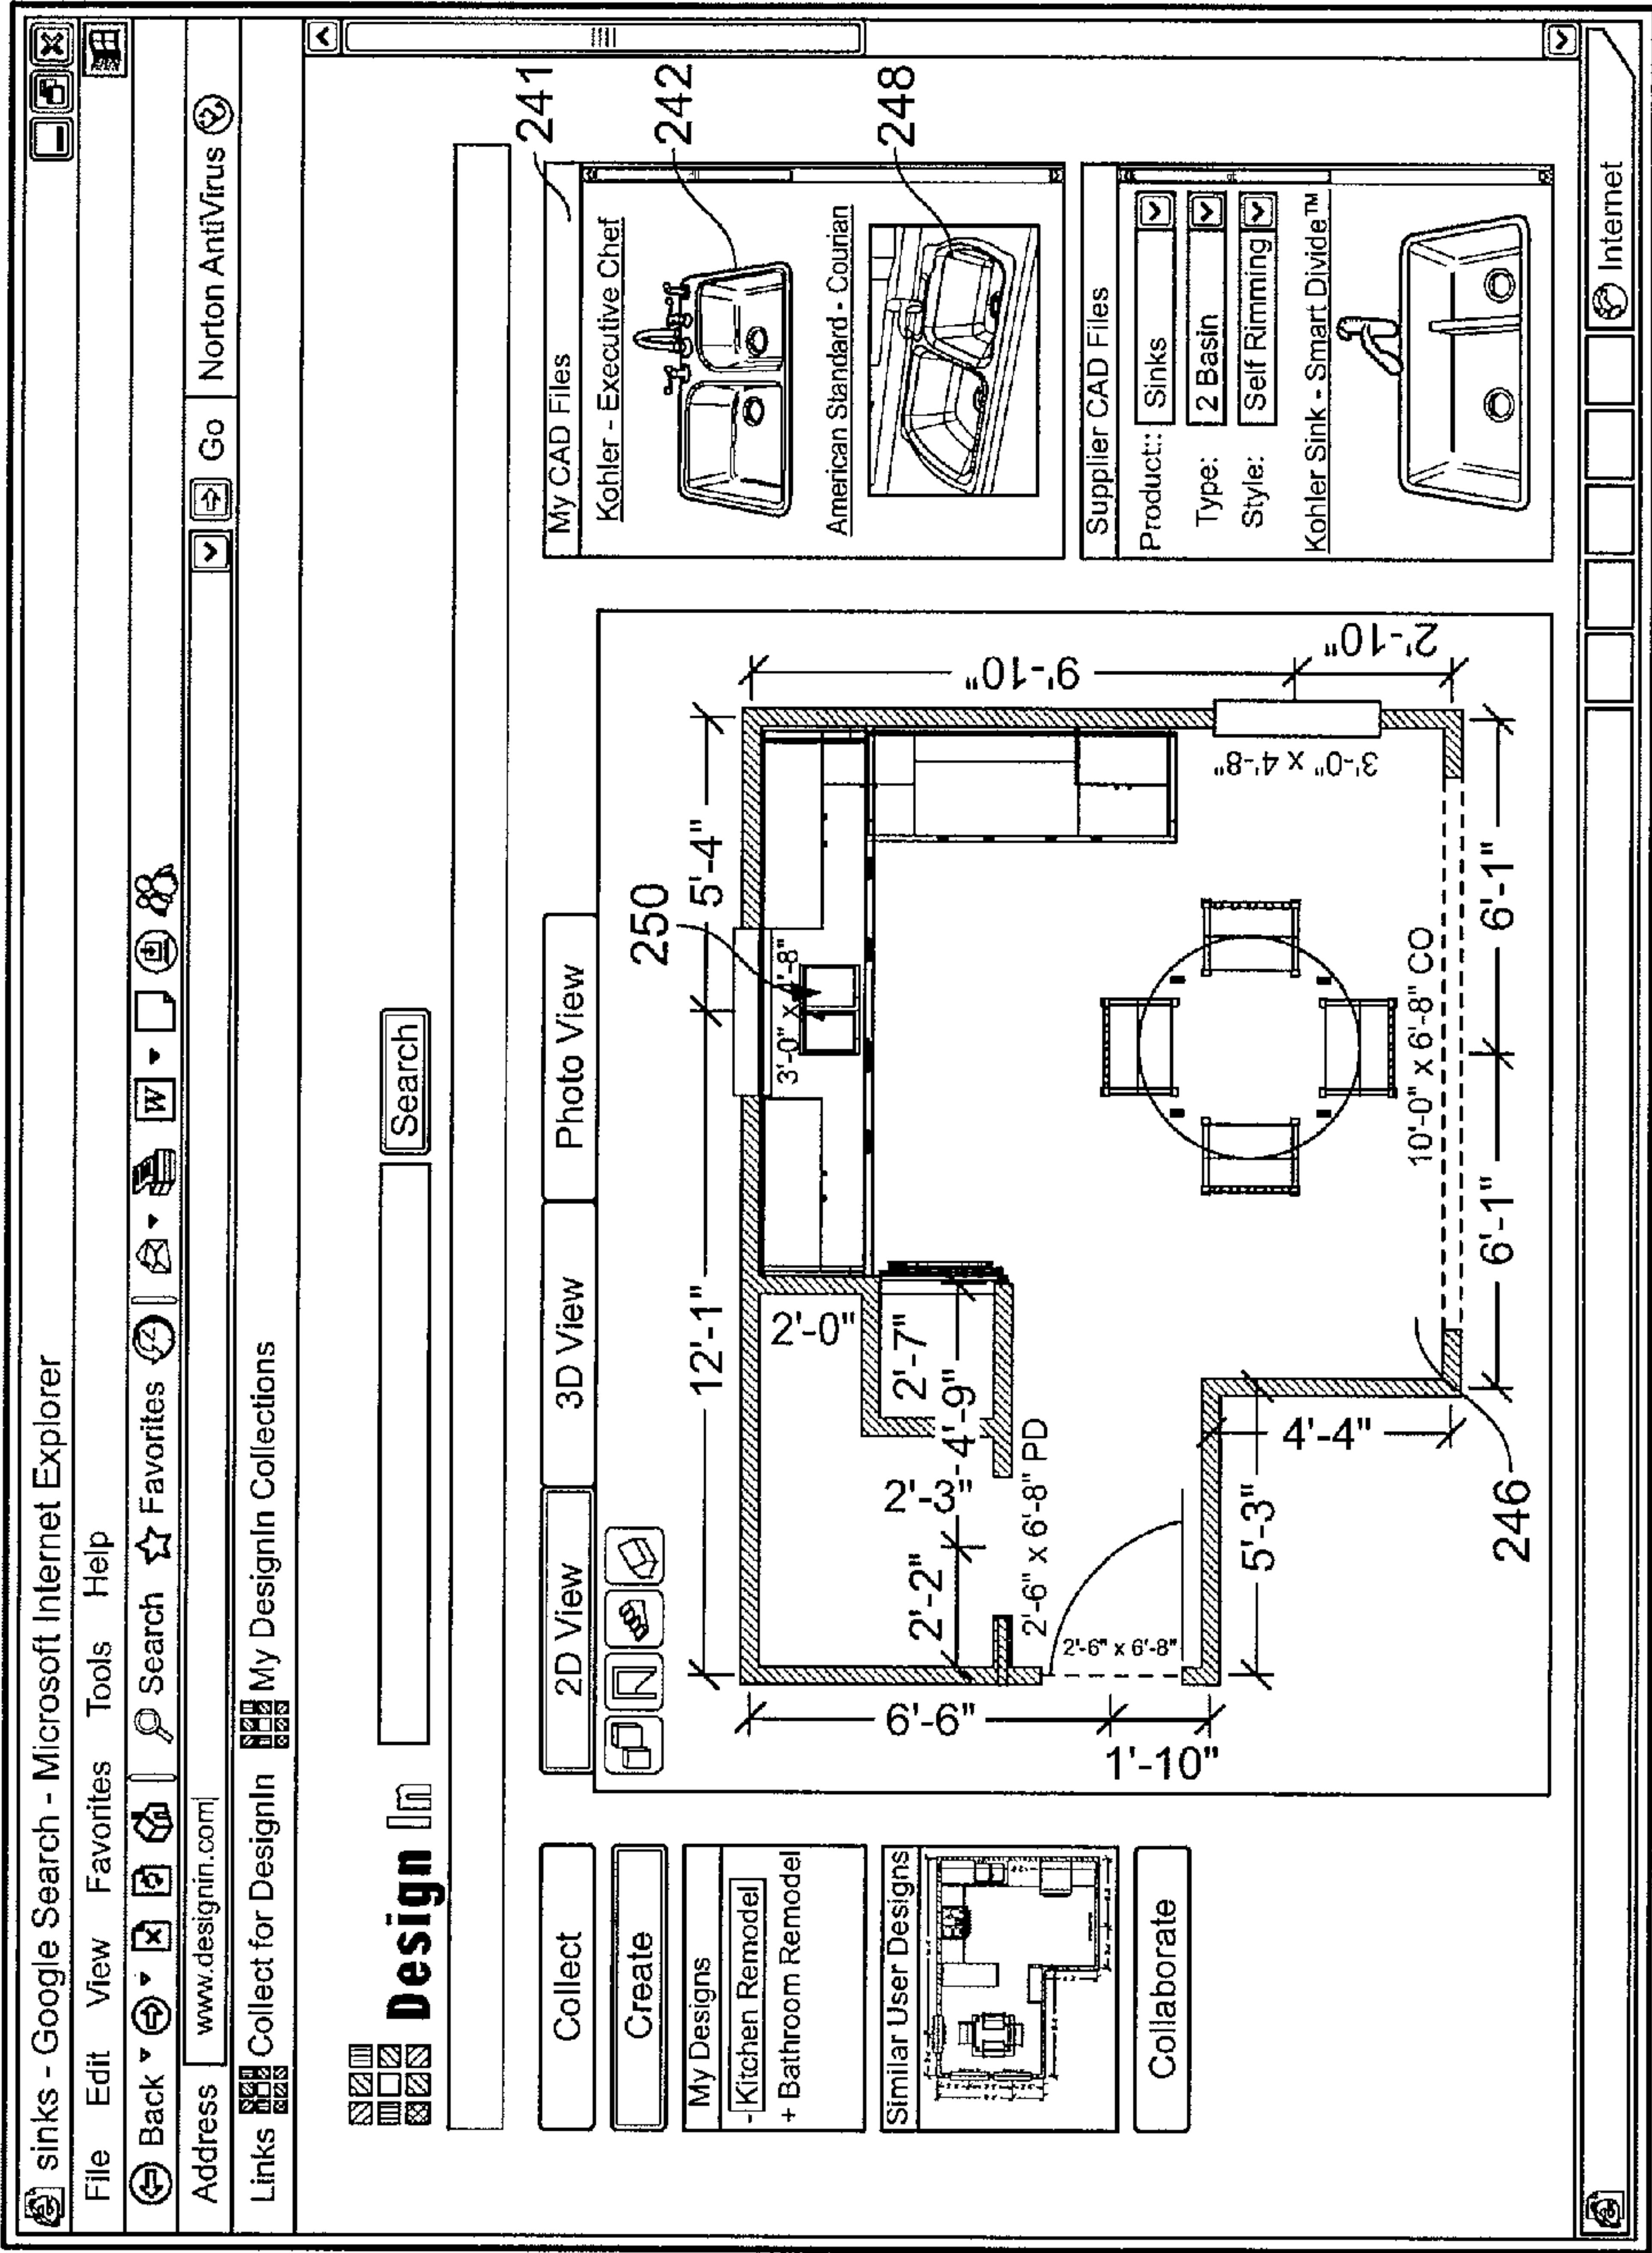 sinks - Google Search - Microsoft Internet Explorer
File Edit View Favorites Tools Help
Back Search Favorites W
Address www.designin.com Go Norton AntiVirus
Links Collect for DesignIn My DesignIn Collections
Design In
Search
Collect
Create
My Designs
- Kitchen Remodel
+ Bathroom Remodel
Similar User Designs
Collaborate
2D View 3D View Photo View
12'-1" 5'-4"
250
3'-0" x
'-8"
2'-0"
2'-7"
4'-9"
2'-3"
2'-2"
2'-6" x 6'-8" PD
2'-6" x 6'-8"
6'-6"
1'-10"
5'-3"
4'-4"
246
6'-1" 6'-1"
10'-0" x 6'-8" CO
3'-0" x 4'-8"
9'-10"
2'-10"
241
My CAD Files
Kohler - Executive Chef
242
American Standard - Courian
248
Supplier CAD Files
Product:: Sinks
Type: 2 Basin
Style: Self Rimming
Kohler Sink - Smart Divide™
Internet